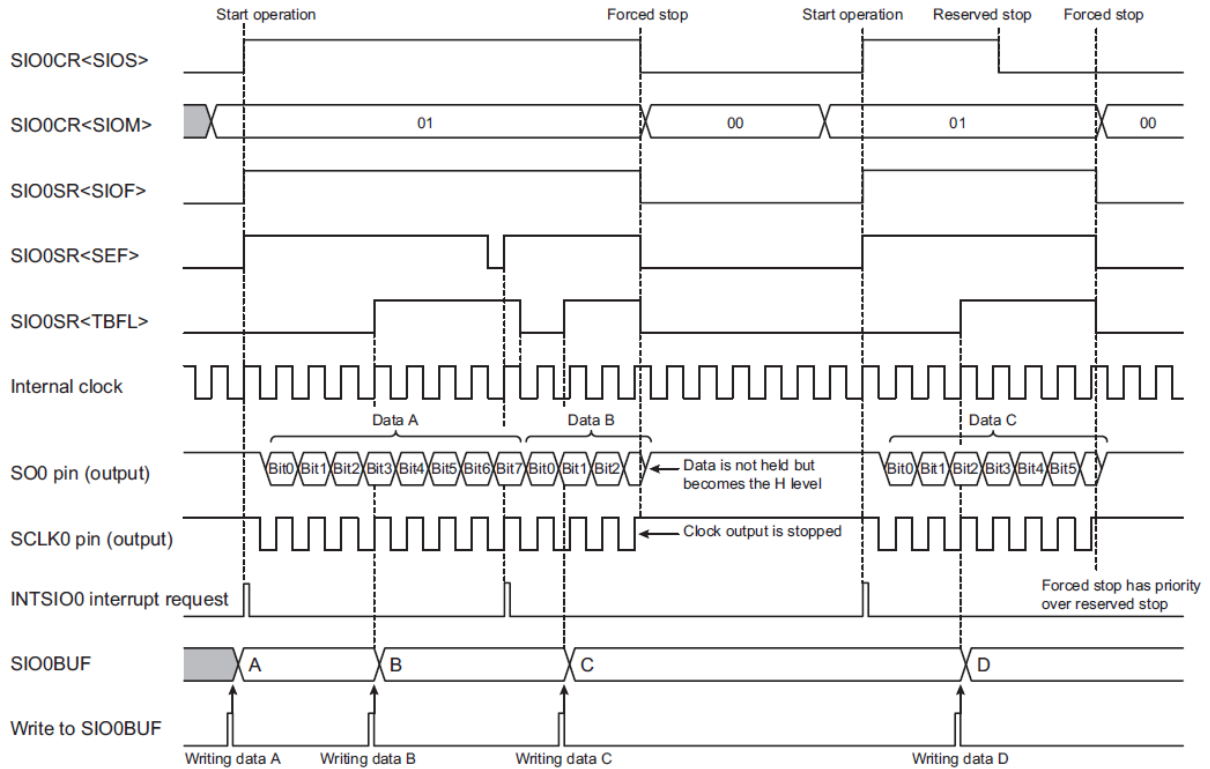 Start operation Forced stop Start operation Reserved stop Forced stop
SIO0CR<SIOS>
SIO0CR<SIOM> 01 00 01 00
SIO0SR<SIOF>
SIO0SR<SEF>
SIO0SR<TBFL>
Internal clock
Data A Data B Data C
SO0 pin (output) Bit0 Bit1 Bit2 Bit3 Bit4 Bit5 Bit6 Bit7 Bit0 Bit1 Bit2 Bit0 Bit1 Bit2 Bit3 Bit4 Bit5
Data is not held but
becomes the H level
SCLK0 pin (output) Clock output is stopped
INTSIO0 interrupt request
Forced stop has priority
over reserved stop
SIO0BUF A B C D
Write to SIO0BUF
Writing data A Writing data B Writing data C Writing data D